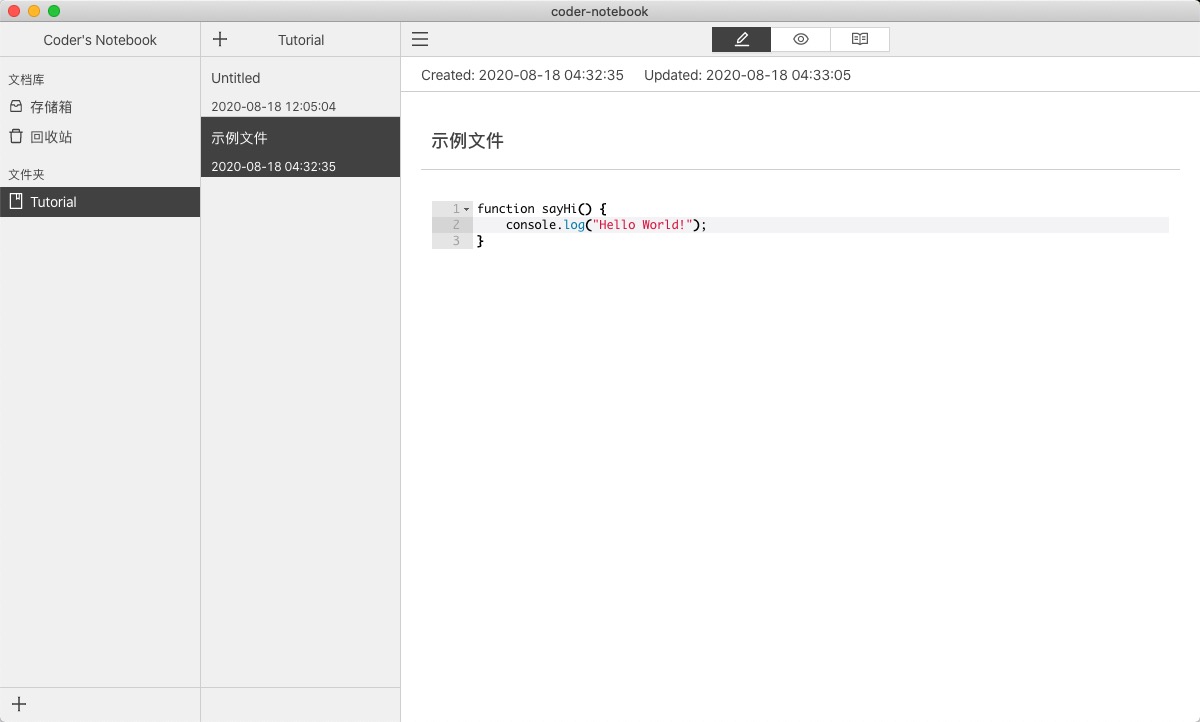 coder-notebook
Coder's Notebook
文档库
存储箱
回收站
文件夹
Tutorial
Tutorial
Untitled
2020-08-18 12:05:04
示例文件
2020-08-18 04:32:35
Created: 2020-08-18 04:32:35 Updated: 2020-08-18 04:33:05
示例文件
1 function sayHi() {
2 console.log("Hello World!");
3 }